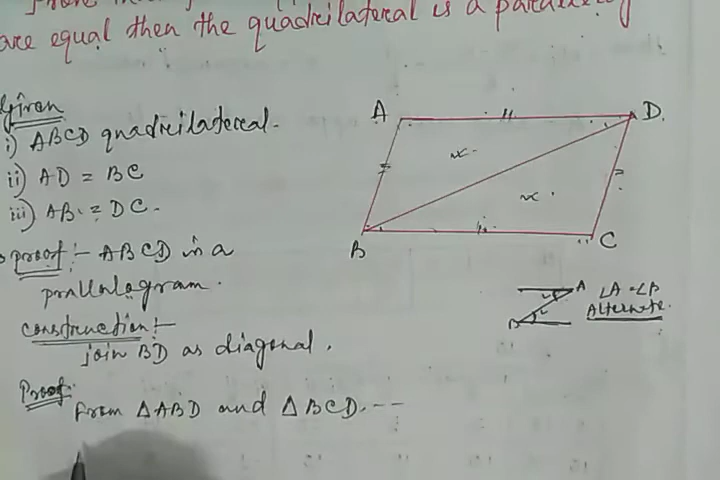 are equal then the quadrilateral is a
Given
i) ABCD quadrilateral.
ii) AD = BC
iii) AB = DC.
proof :- ABCD is a
prallalogram.
construction :-
join BD as diagonal.
Proof:
From △ABD and △BCD. --
A
D.
B
C
A
B
∠A = ∠B
Alternate.